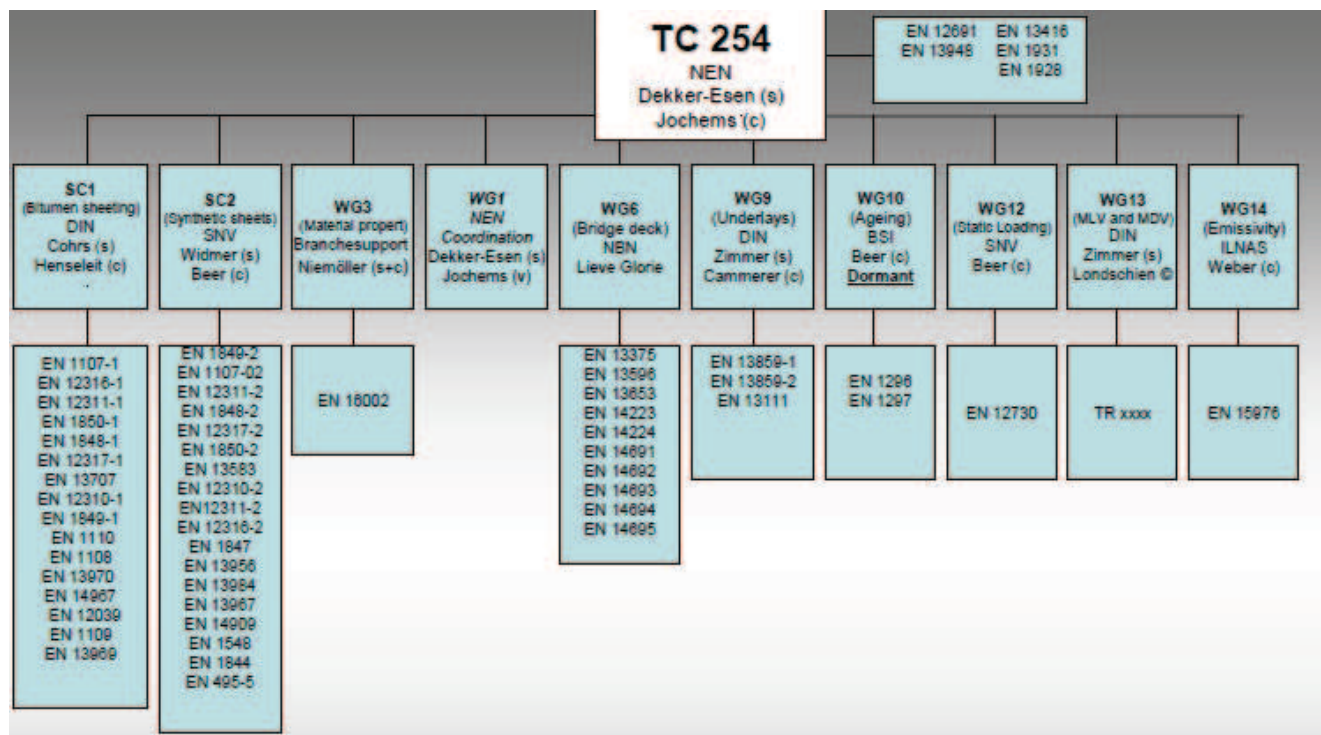 TC 254
NEN
Dekker-Esen (s)
Jochems (c)
EN 12691 EN 13416
EN 13948 EN 1931
EN 1928
SC1
(Bitumen sheeting)
DIN
Cohrs (s)
Henseleit (c)
.
SC2
(Synthetic sheets)
SNV
Widmer (s)
Beer (c)
WG3
(Material propert)
Branchesupport
Niemöller (s+c)
WG1
NEN
Coordination
Dekker-Esen (s)
Jochems (v)
WG6
(Bridge deck)
NBN
Lieve Glorie
WG9
(Underlays)
DIN
Zimmer (s)
Cammerer (c)
WG10
(Ageing)
BSI
Beer (c)
Dormant
WG12
(Static Loading)
SNV
Beer (c)
WG13
(MLV and MDV)
DIN
Zimmer (s)
Londschien ©
WG14
(Emissivity)
ILNAS
Weber (c)
EN 1107-1
EN 12316-1
EN 12311-1
EN 1850-1
EN 1848-1
EN 12317-1
EN 13707
EN 12310-1
EN 1849-1
EN 1110
EN 1108
EN 13970
EN 14967
EN 12039
EN 1109
EN 13969
EN 1849-2
EN 1107-02
EN 12311-2
EN 1848-2
EN 12317-2
EN 1850-2
EN 13583
EN 12310-2
EN12311-2
EN 12316-2
EN 1847
EN 13956
EN 13984
EN 13967
EN 14909
EN 1548
EN 1844
EN 495-5
EN 16002
EN 13375
EN 13596
EN 13653
EN 14223
EN 14224
EN 14691
EN 14692
EN 14693
EN 14694
EN 14695
EN 13859-1
EN 13859-2
EN 13111
EN 1296
EN 1297
EN 12730
TR xxxx
EN 15976